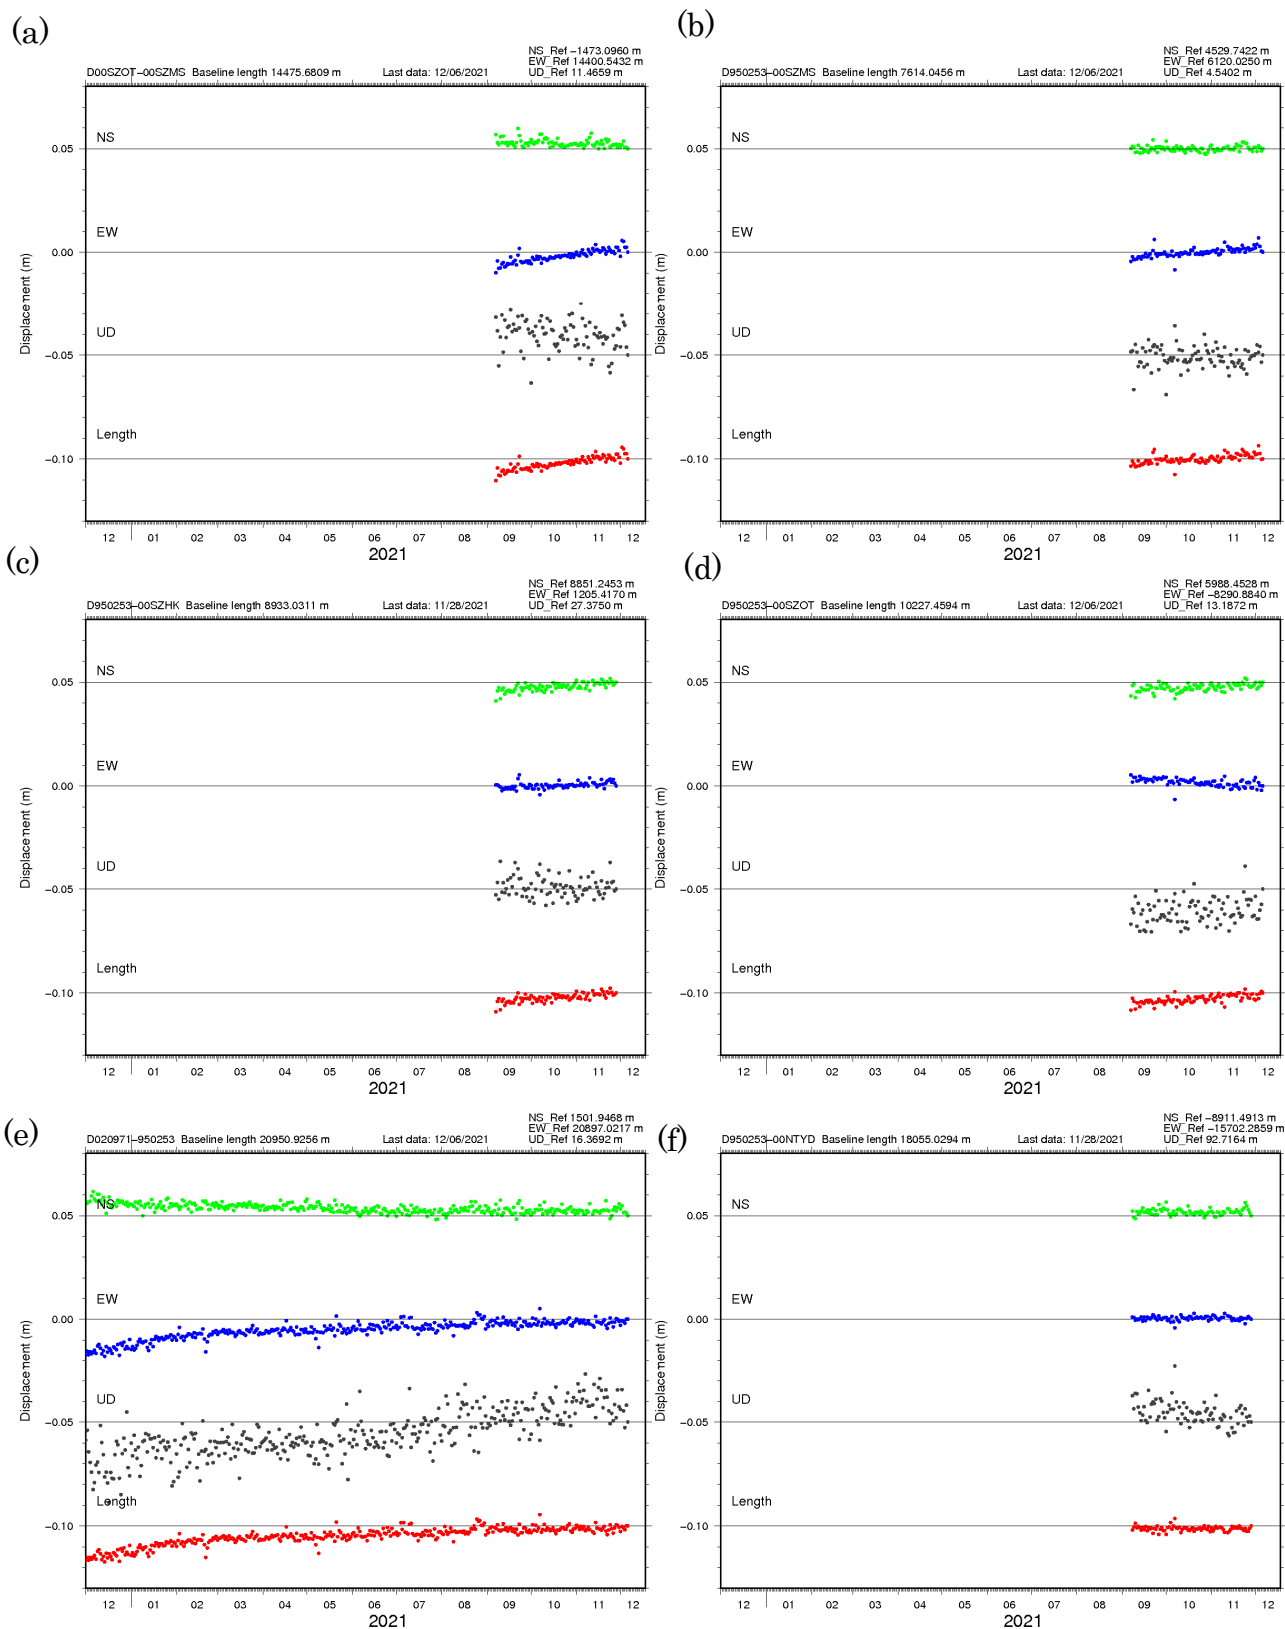 (a)
NS_Ref −1473.0960 m
EW_Ref 14400.5432 m
D00SZOT−00SZMS Baseline length 14475.6809 m Last data: 12/06/2021 UD_Ref 11.4659 m
NS
0.05
EW
0.00
Displacement (m)
UD
−0.05
Length
−0.10
12 01 02 03 04 05 06 07 08 09 10 11 12
2021
(b)
NS_Ref 4529.7422 m
EW_Ref 6120.0250 m
D950253−00SZMS Baseline length 7614.0456 m Last data: 12/06/2021 UD_Ref 4.5402 m
NS
0.05
EW
0.00
Displacement (m)
UD
−0.05
Length
−0.10
12 01 02 03 04 05 06 07 08 09 10 11 12
2021
(c)
NS_Ref 8851.2453 m
EW_Ref 1205.4170 m
D950253−00SZHK Baseline length 8933.0311 m Last data: 11/28/2021 UD_Ref 27.3750 m
NS
0.05
EW
0.00
Displacement (m)
UD
−0.05
Length
−0.10
12 01 02 03 04 05 06 07 08 09 10 11 12
2021
(d)
NS_Ref 5988.4528 m
EW_Ref −8290.8840 m
D950253−00SZOT Baseline length 10227.4594 m Last data: 12/06/2021 UD_Ref 13.1872 m
NS
0.05
EW
0.00
Displacement (m)
UD
−0.05
Length
−0.10
12 01 02 03 04 05 06 07 08 09 10 11 12
2021
(e)
NS_Ref 1501.9468 m
EW_Ref 20897.0217 m
D020971−950253 Baseline length 20950.9256 m Last data: 12/06/2021 UD_Ref 16.3692 m
NS
0.05
EW
0.00
Displacement (m)
UD
−0.05
Length
−0.10
12 01 02 03 04 05 06 07 08 09 10 11 12
2021
(f)
NS_Ref −8911.4913 m
EW_Ref −15702.2859 m
D950253−00NTYD Baseline length 18055.0294 m Last data: 11/28/2021 UD_Ref 92.7164 m
NS
0.05
EW
0.00
Displacement (m)
UD
−0.05
Length
−0.10
12 01 02 03 04 05 06 07 08 09 10 11 12
2021